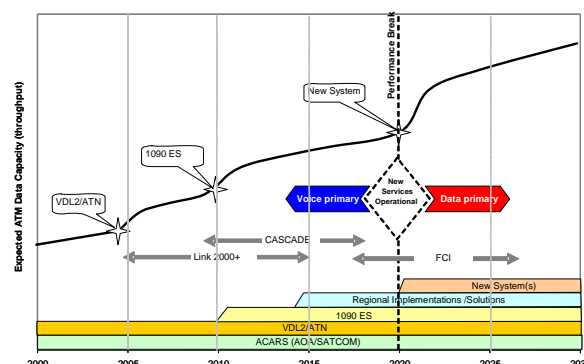 Expected ATM Data Capacity (throughput)
Performance Break
New System
1090 ES
VDL2/ATN
New
Services
Operational
Voice primary
Data primary
CASCADE
Link 2000+
FCI
New System(s)
Regional Implementations /Solutions
1090 ES
VDL2/ATN
ACARS (AOA/SATCOM)
2000 2005 2010 2015 2020 2025